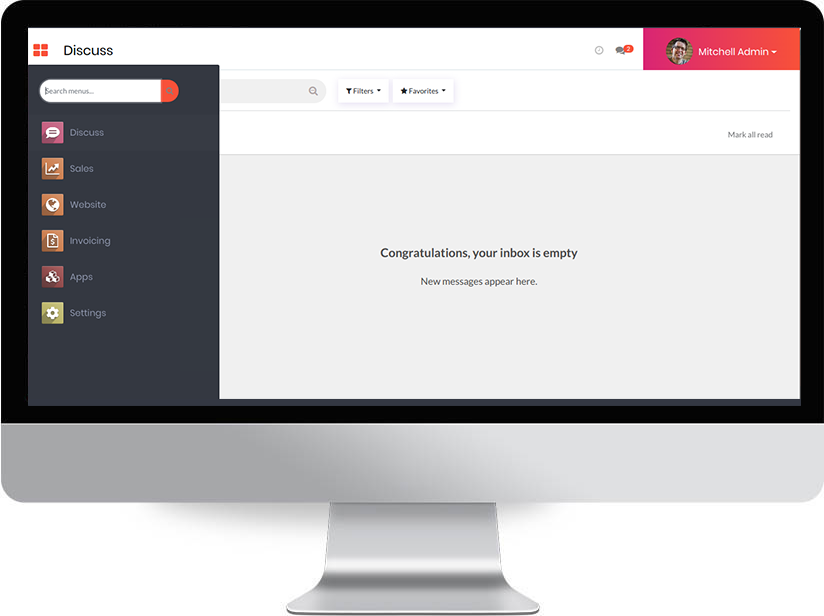 Discuss
2
Mitchell Admin
Search menus...
Filters
Favorites
Discuss
Mark all read
Sales
Website
Invoicing
Congratulations, your inbox is empty
Apps
New messages appear here.
Settings